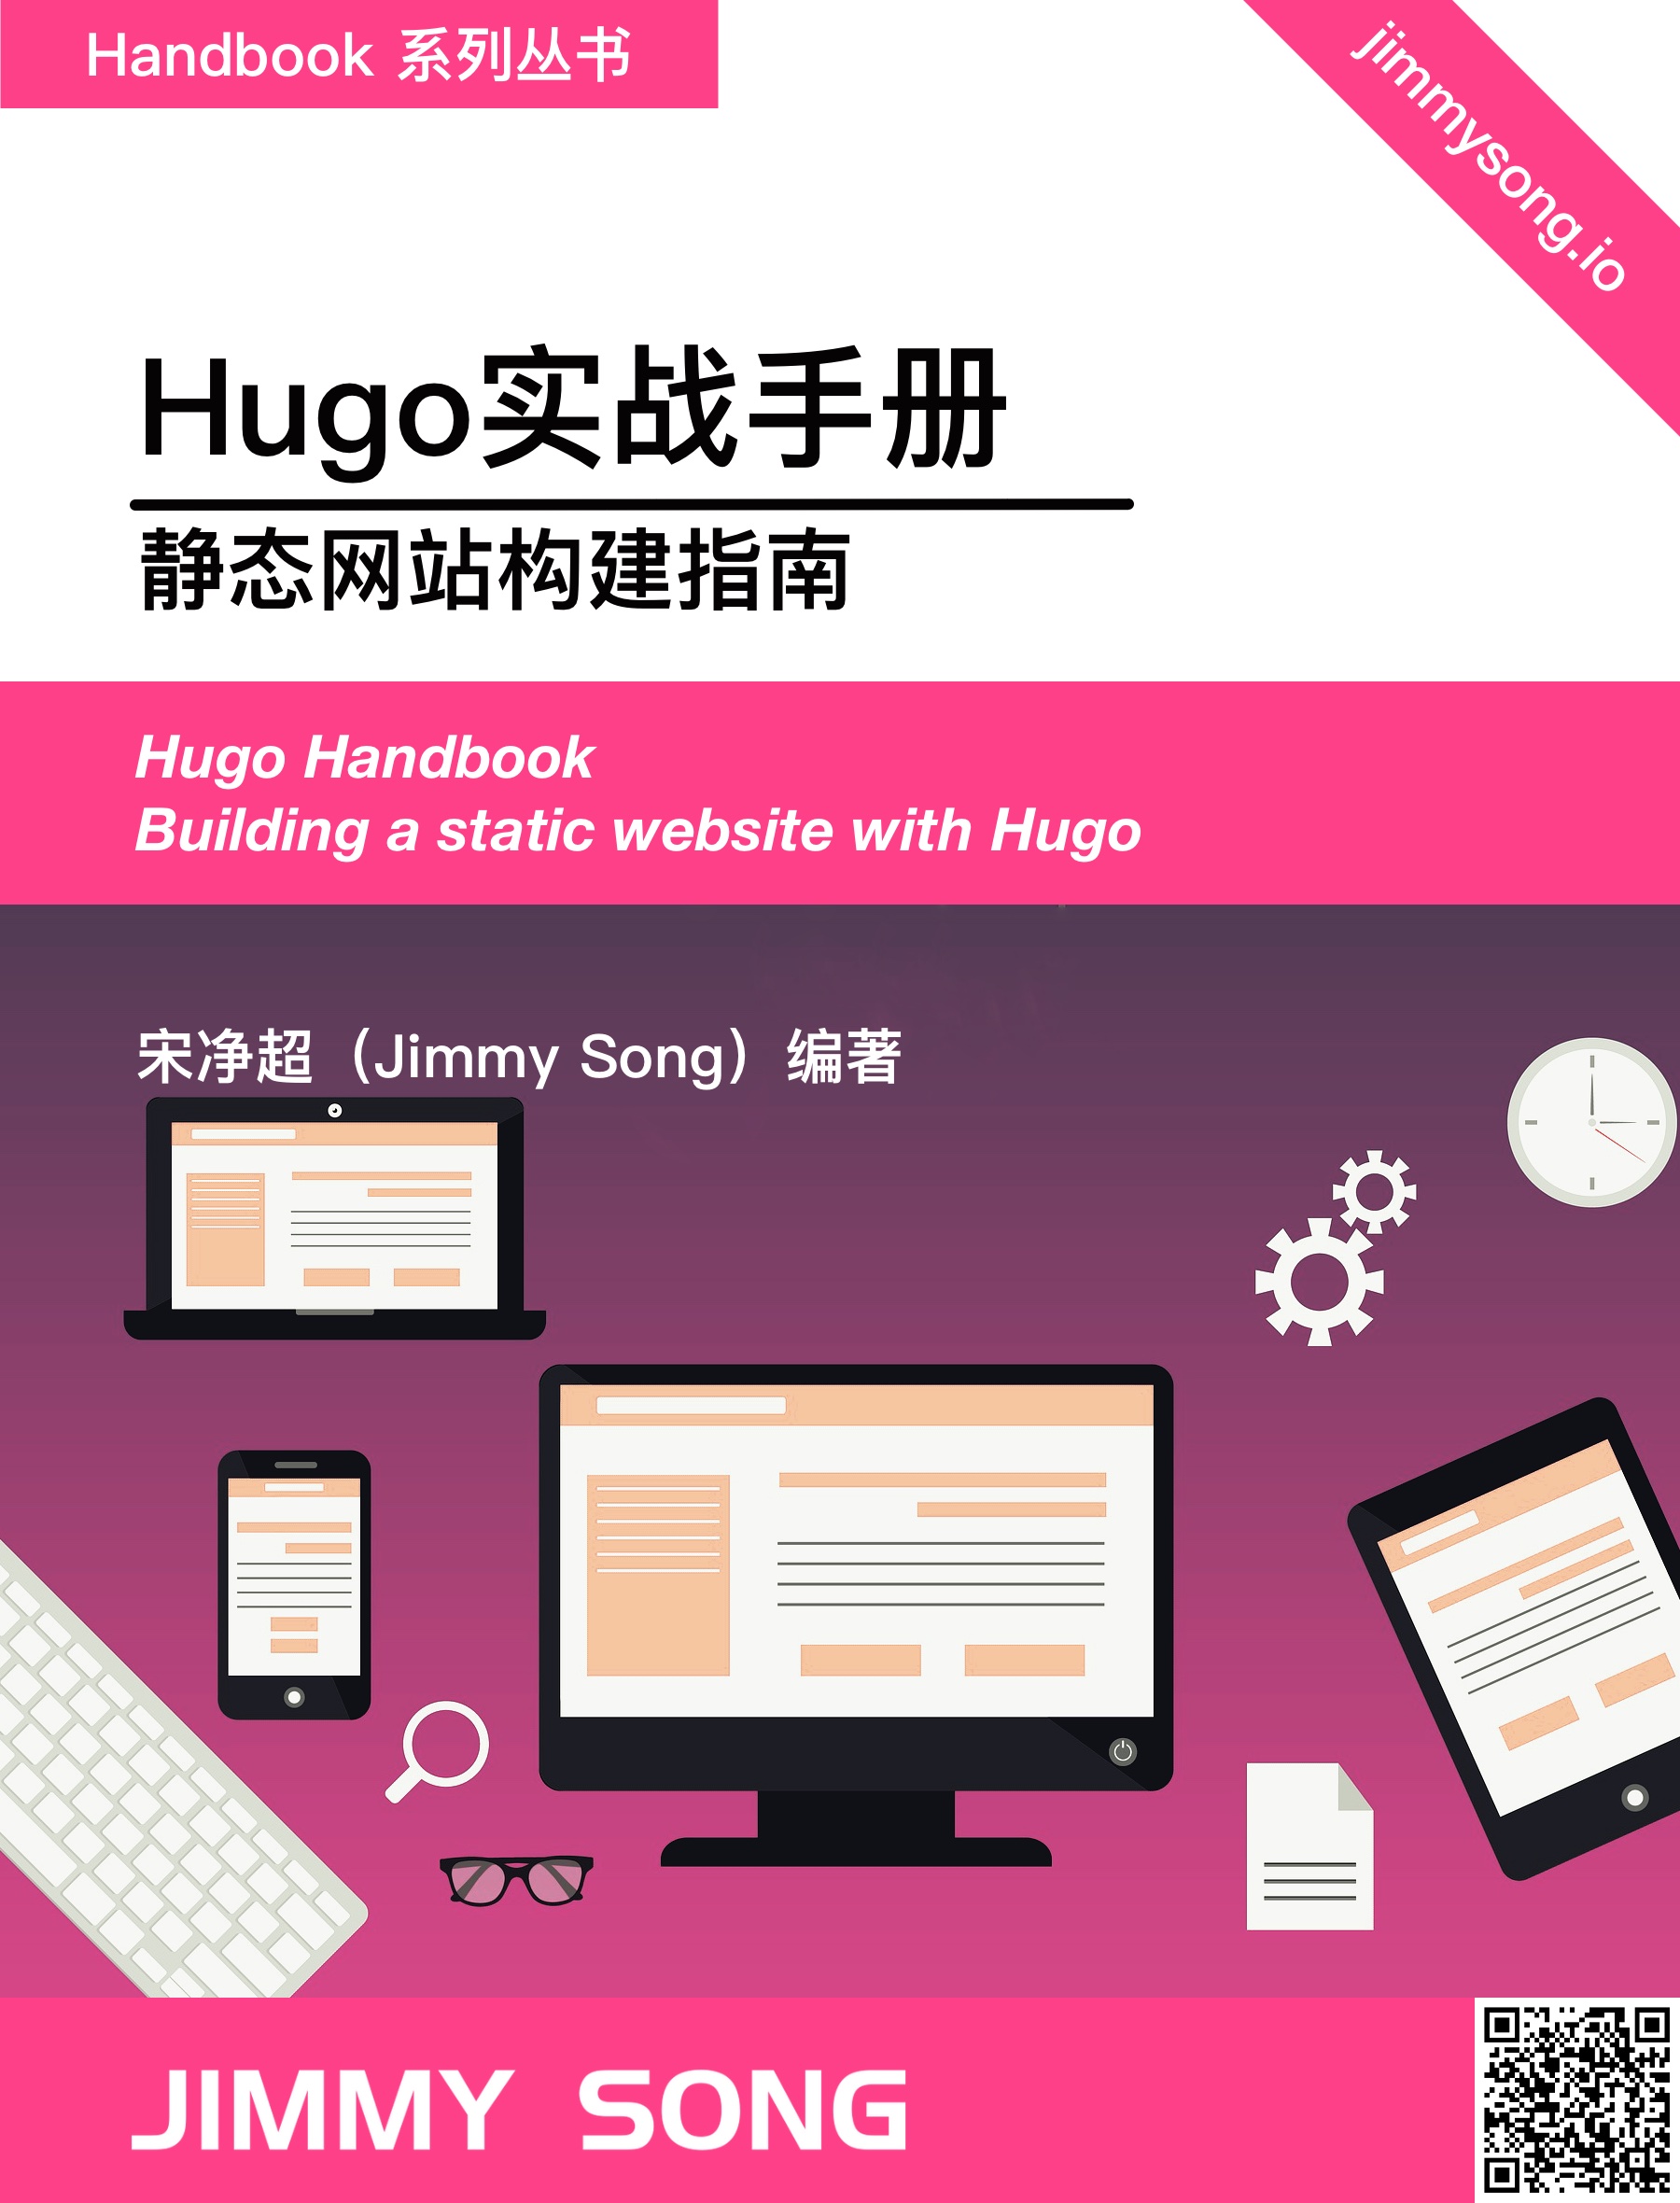 Handbook 系列丛书
jimmysong.io
Hugo实战手册
静态网站构建指南
Hugo Handbook
Building a static website with Hugo
宋净超（Jimmy Song）编著
JIMMY SONG